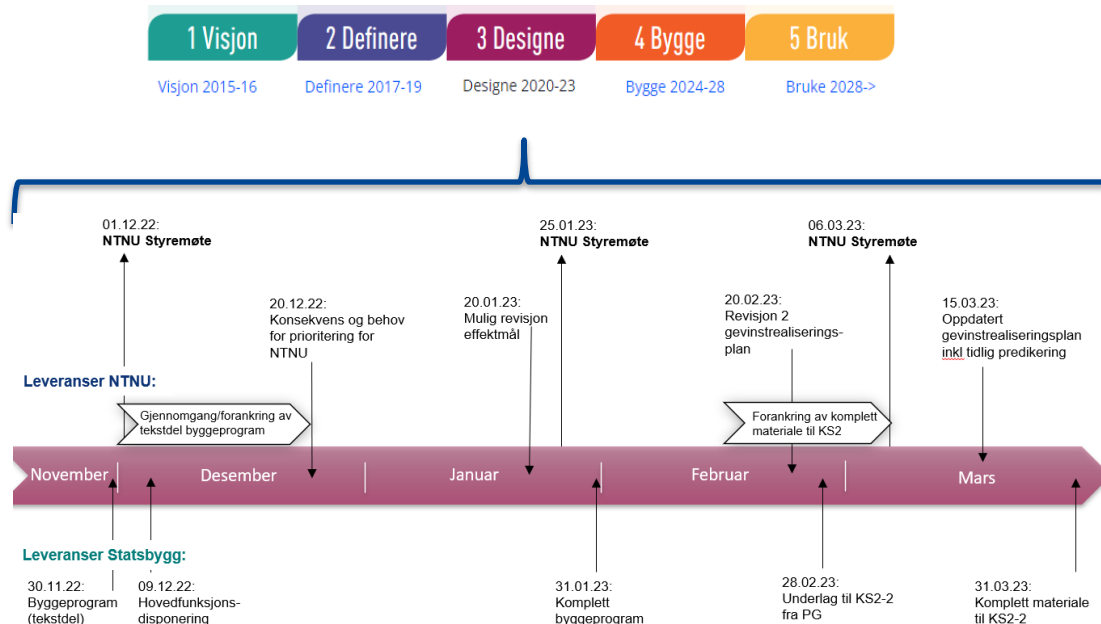 1 Visjon
2 Definere
3 Designe
4 Bygge
5 Bruk
Visjon 2015-16
Definere 2017-19
Designe 2020-23
Bygge 2024-28
Bruke 2028->
01.12.22:
NTNU Styremøte
25.01.23:
NTNU Styremøte
06.03.23:
NTNU Styremøte
20.12.22:
Konsekvens og behov
for prioritering for
NTNU
20.01.23:
Mulig revisjon
effektmål
20.02.23:
Revisjon 2
gevinstrealiserings-
plan
15.03.23:
Oppdatert
gevinstrealiseringsplan
inkl tidlig predikering
Leveranser NTNU:
Gjennomgang/forankring av
tekstdel byggeprogram
Forankring av komplett
materiale til KS2
November
Desember
Januar
Februar
Mars
Leveranser Statsbygg:
30.11.22:
Byggeprogram
(tekstdel)
09.12.22:
Hovedfunksjons-
disponering
31.01.23:
Komplett
byggeprogram
28.02.23:
Underlag til KS2-2
fra PG
31.03.23:
Komplett materiale
til KS2-2